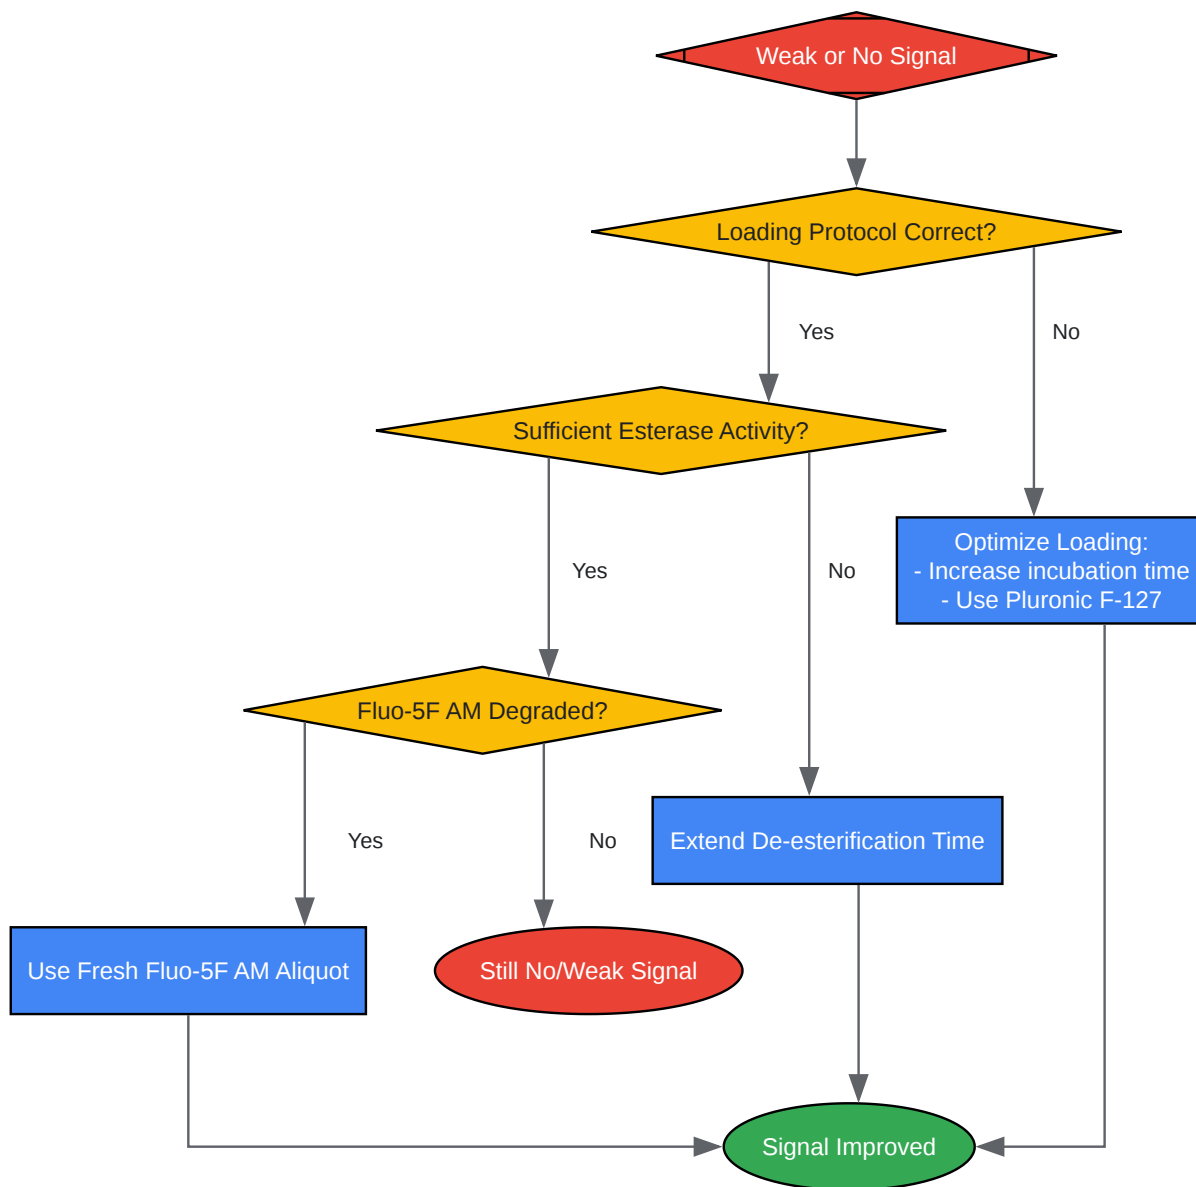 Weak or No Signal
Loading Protocol Correct?
Yes
No
Sufficient Esterase Activity?
Optimize Loading:
- Increase incubation time
- Use Pluronic F-127
Yes
No
Fluo-5F AM Degraded?
Yes
No
Extend De-esterification Time
Use Fresh Fluo-5F AM Aliquot
Still No/Weak Signal
Signal Improved